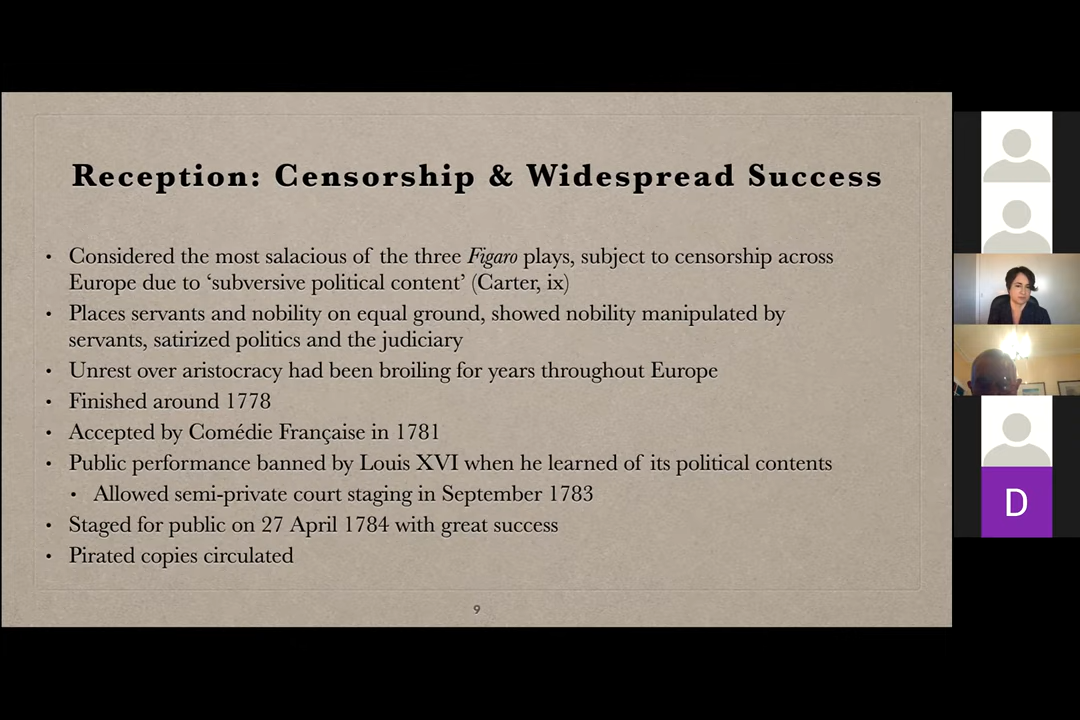 Reception: Censorship & Widespread Success
• Considered the most salacious of the three Figaro plays, subject to censorship across
Europe due to ‘subversive political content’ (Carter, ix)
• Places servants and nobility on equal ground, showed nobility manipulated by
servants, satirized politics and the judiciary
• Unrest over aristocracy had been broiling for years throughout Europe
• Finished around 1778
• Accepted by Comédie Française in 1781
• Public performance banned by Louis XVI when he learned of its political contents
• Allowed semi-private court staging in September 1783
• Staged for public on 27 April 1784 with great success
• Pirated copies circulated
9
D